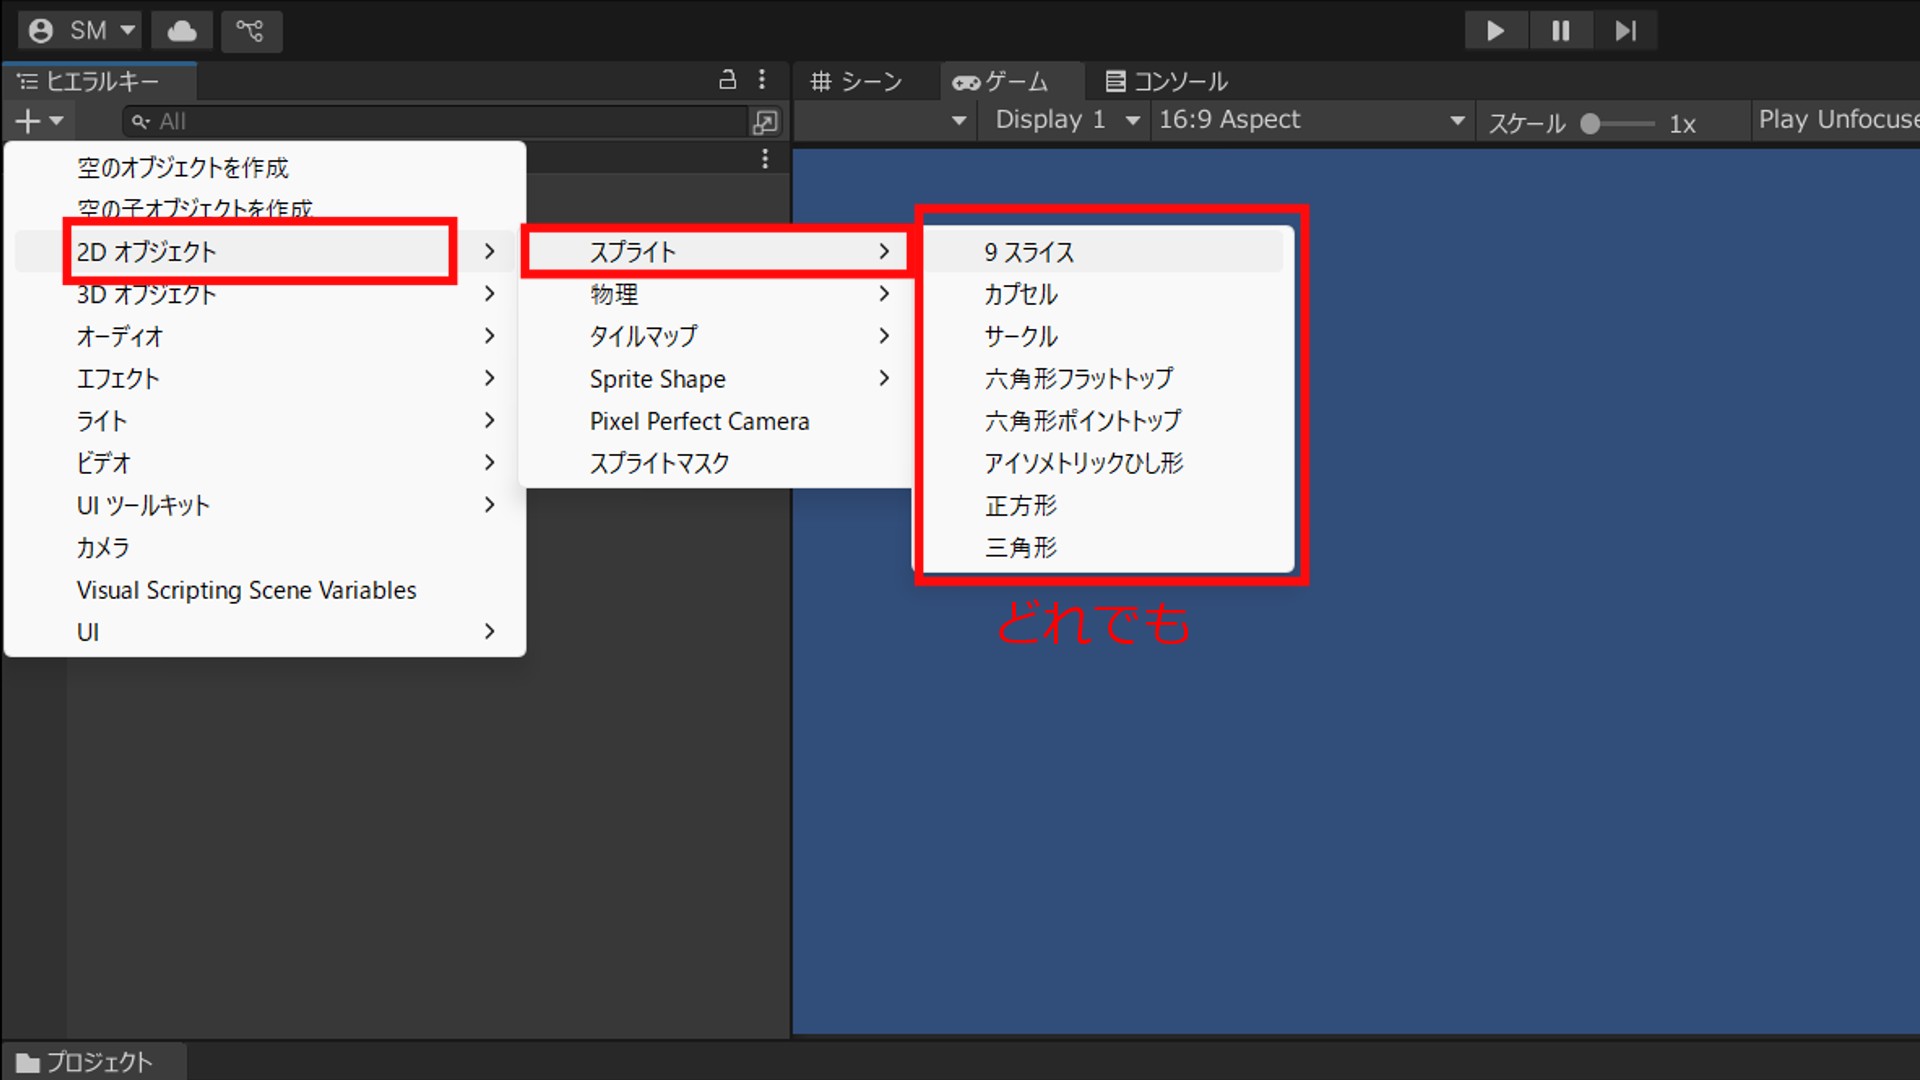 SM
ヒエラルキー
All
シーン
ゲーム
コンソール
Display 1
16:9 Aspect
スケール
1x
Play Unfocuse
空のオブジェクトを作成
空の子オブジェクトを作成
2D オブジェクト
3D オブジェクト
オーディオ
エフェクト
ライト
ビデオ
UI ツールキット
カメラ
Visual Scripting Scene Variables
UI
スプライト
物理
タイルマップ
Sprite Shape
Pixel Perfect Camera
スプライトマスク
9 スライス
カプセル
サークル
六角形フラットトップ
六角形ポイントトップ
アイソメトリックひし形
正方形
三角形
どれでも
プロジェクト